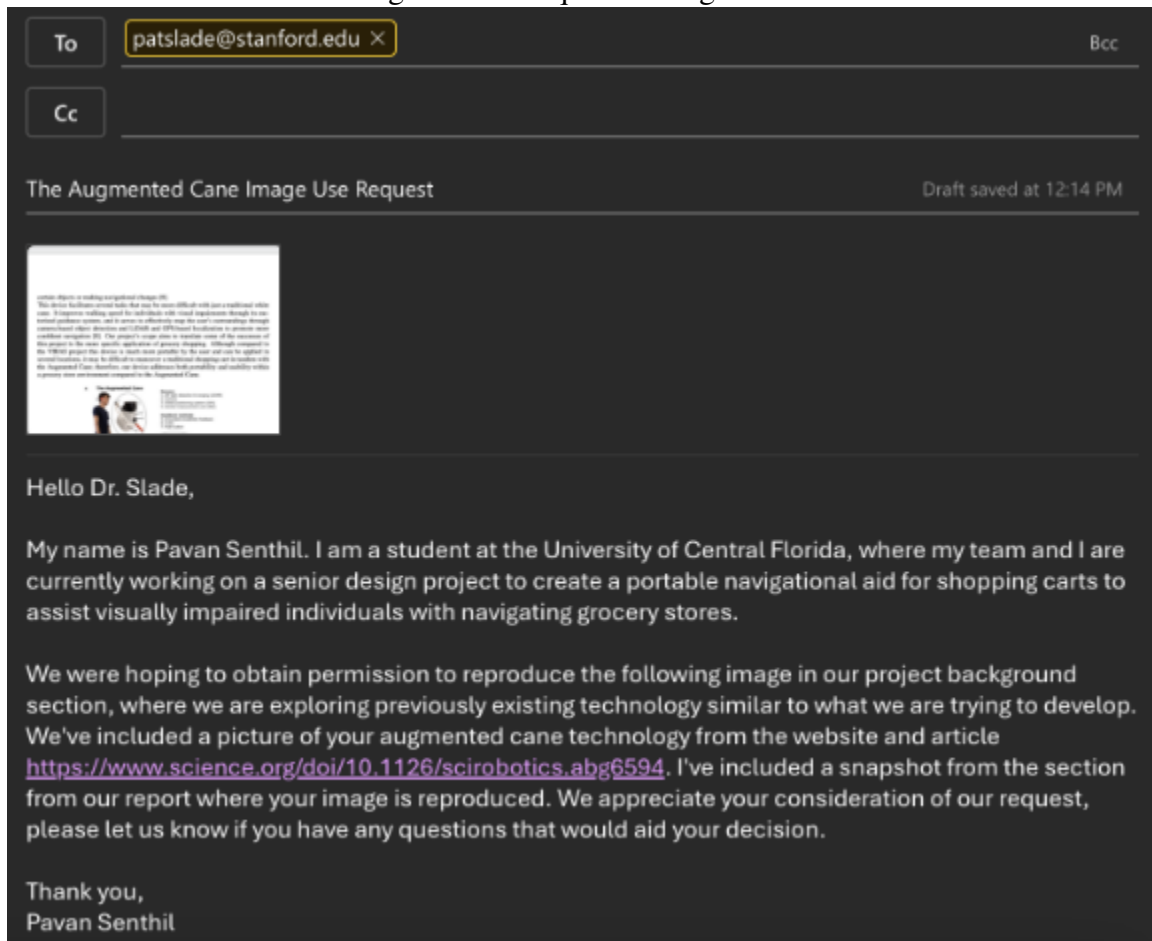 To
patslade@stanford.edu ×
Bcc
Cc
The Augmented Cane Image Use Request
Draft saved at 12:14 PM
The Augmented Cane
Hello Dr. Slade,
My name is Pavan Senthil. I am a student at the University of Central Florida, where my team and I are
currently working on a senior design project to create a portable navigational aid for shopping carts to
assist visually impaired individuals with navigating grocery stores.
We were hoping to obtain permission to reproduce the following image in our project background
section, where we are exploring previously existing technology similar to what we are trying to develop.
We've included a picture of your augmented cane technology from the website and article
https://www.science.org/doi/10.1126/scirobotics.abg6594. I've included a snapshot from the section
from our report where your image is reproduced. We appreciate your consideration of our request,
please let us know if you have any questions that would aid your decision.
Thank you,
Pavan Senthil